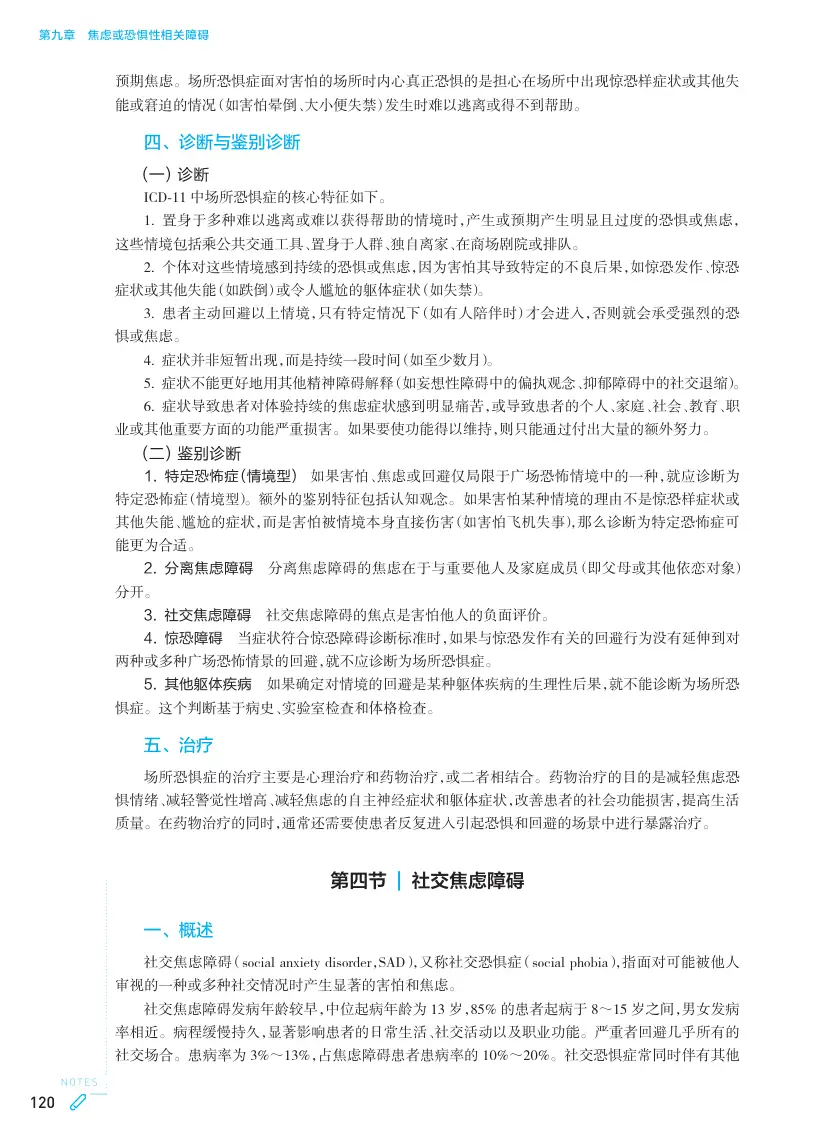 第九章 焦虑或恐惧性相关障碍
预期焦虑。场所恐惧症面对害怕的场所时内心真正恐惧的是担心在场所中出现惊恐样症状或其他失
能或窘迫的情况(如害怕晕倒、大小便失禁)发生时难以逃离或得不到帮助。
四、诊断与鉴别诊断
(一) 诊断
ICD-11 中场所恐惧症的核心特征如下。
1. 置身于多种难以逃离或难以获得帮助的情境时,产生或预期产生明显且过度的恐惧或焦虑,
这些情境包括乘公共交通工具、置身于人群、独自离家、在商场剧院或排队。
2. 个体对这些情境感到持续的恐惧或焦虑,因为害怕其导致特定的不良后果,如惊恐发作、惊恐
症状或其他失能(如跌倒)或令人尴尬的躯体症状(如失禁)。
3. 患者主动回避以上情境,只有特定情况下(如有人陪伴时)才会进入,否则就会承受强烈的恐
惧或焦虑。
4. 症状并非短暂出现,而是持续一段时间(如至少数月)。
5. 症状不能更好地用其他精神障碍解释(如妄想性障碍中的偏执观念、抑郁障碍中的社交退缩)。
6. 症状导致患者对体验持续的焦虑症状感到明显痛苦,或导致患者的个人、家庭、社会、教育、职
业或其他重要方面的功能严重损害。如果要使功能得以维持,则只能通过付出大量的额外努力。
(二) 鉴别诊断
1. 特定恐怖症(情境型) 如果害怕、焦虑或回避仅局限于广场恐怖情境中的一种,就应诊断为
特定恐怖症(情境型)。额外的鉴别特征包括认知观念。如果害怕某种情境的理由不是惊恐样症状或
其他失能、尴尬的症状,而是害怕被情境本身直接伤害(如害怕飞机失事),那么诊断为特定恐怖症可
能更为合适。
2. 分离焦虑障碍 分离焦虑障碍的焦虑在于与重要他人及家庭成员(即父母或其他依恋对象)
分开。
3. 社交焦虑障碍 社交焦虑障碍的焦点是害怕他人的负面评价。
4. 惊恐障碍 当症状符合惊恐障碍诊断标准时,如果与惊恐发作有关的回避行为没有延伸到对
两种或多种广场恐怖情景的回避,就不应诊断为场所恐惧症。
5. 其他躯体疾病 如果确定对情境的回避是某种躯体疾病的生理性后果,就不能诊断为场所恐
惧症。这个判断基于病史、实验室检查和体格检查。
五、治疗
场所恐惧症的治疗主要是心理治疗和药物治疗,或二者相结合。药物治疗的目的是减轻焦虑恐
惧情绪、减轻警觉性增高、减轻焦虑的自主神经症状和躯体症状,改善患者的社会功能损害,提高生活
质量。在药物治疗的同时,通常还需要使患者反复进入引起恐惧和回避的场景中进行暴露治疗。
第四节 | 社交焦虑障碍
一、概述
社交焦虑障碍(social anxiety disorder,SAD),又称社交恐惧症(social phobia),指面对可能被他人
审视的一种或多种社交情况时产生显著的害怕和焦虑。
社交焦虑障碍发病年龄较早,中位起病年龄为 13 岁,85% 的患者起病于 8～15 岁之间,男女发病
率相近。病程缓慢持久,显著影响患者的日常生活、社交活动以及职业功能。严重者回避几乎所有的
社交场合。患病率为 3%～13%,占焦虑障碍患者患病率的 10%～20%。社交恐惧症常同时伴有其他
NOTES
120